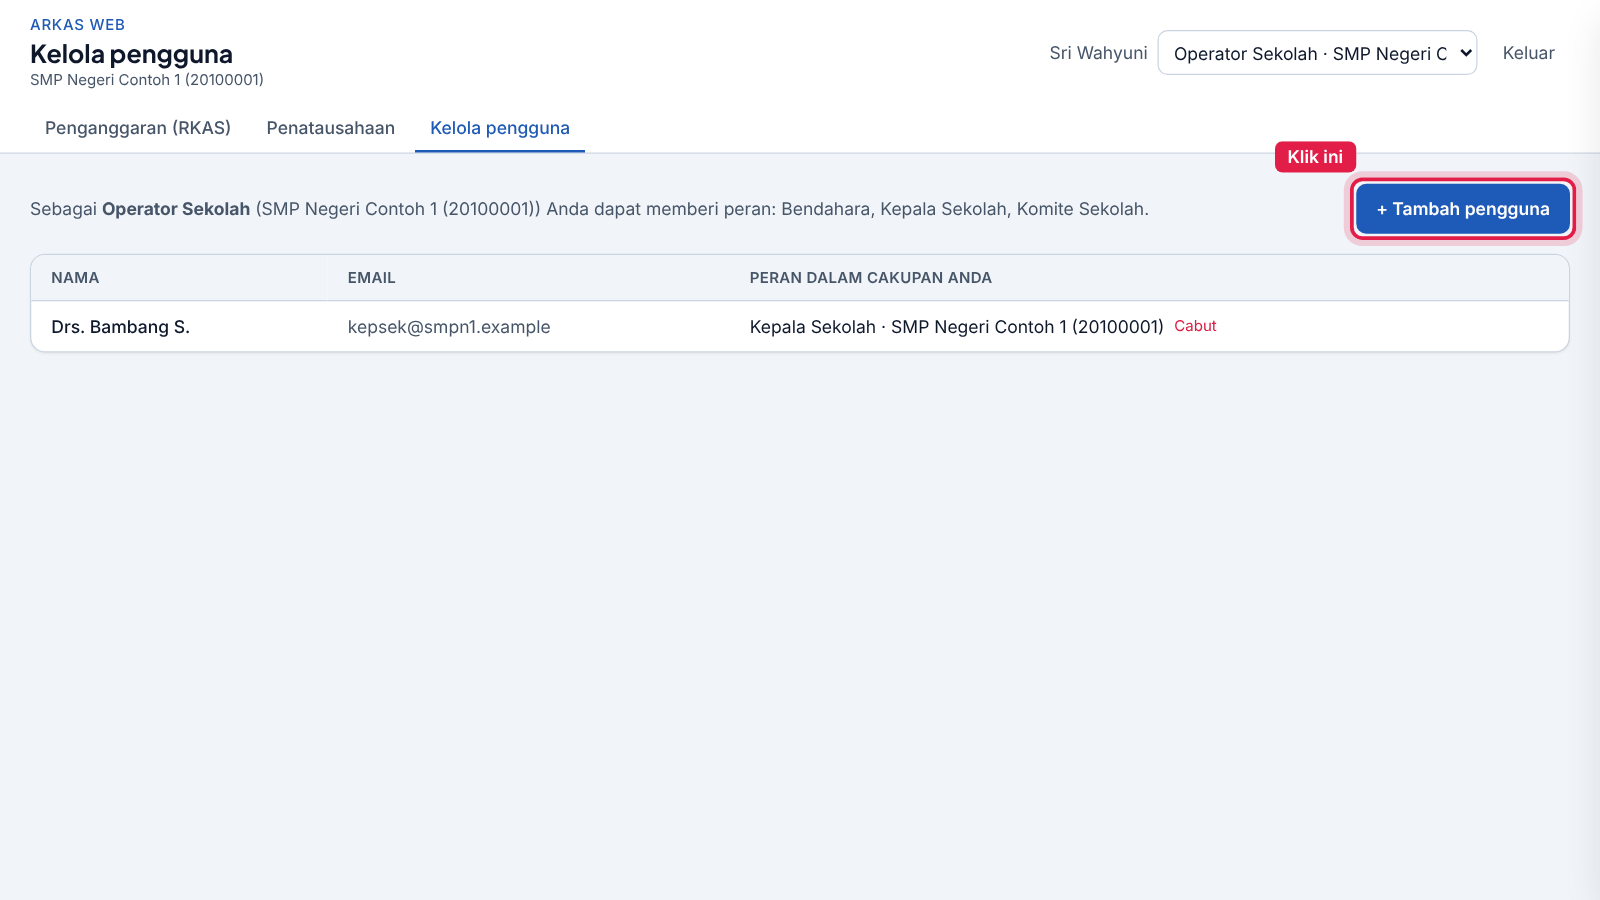 ARKAS WEB
Kelola pengguna
SMP Negeri Contoh 1 (20100001)
Sri Wahyuni
Operator Sekolah · SMP Negeri C
Keluar
Penganggaran (RKAS)
Penatausahaan
Kelola pengguna
Klik ini
Sebagai Operator Sekolah (SMP Negeri Contoh 1 (20100001)) Anda dapat memberi peran: Bendahara, Kepala Sekolah, Komite Sekolah.
+ Tambah pengguna
NAMA EMAIL PERAN DALAM CAKUPAN ANDA
Drs. Bambang S. kepsek@smpn1.example Kepala Sekolah · SMP Negeri Contoh 1 (20100001) Cabut